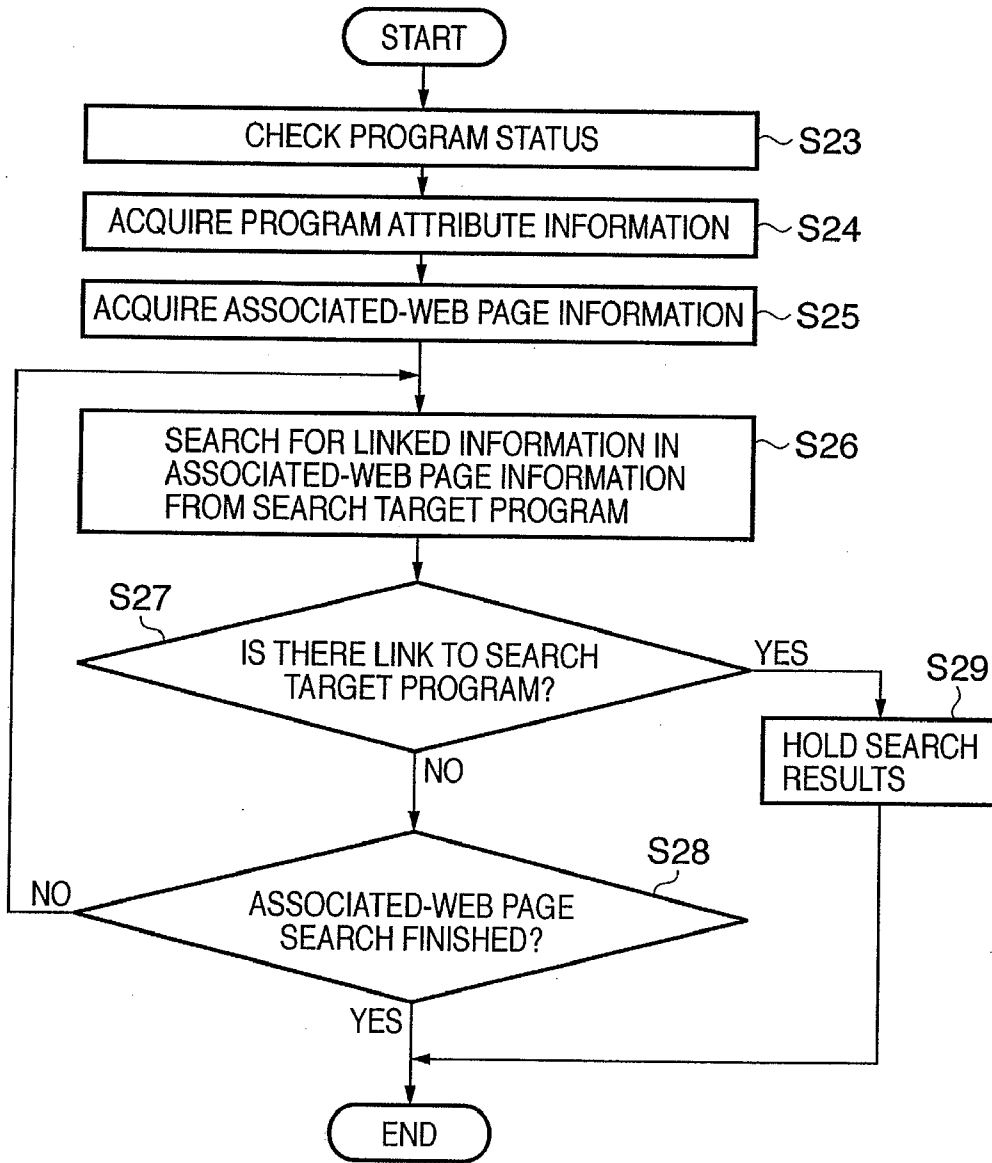 START
CHECK PROGRAM STATUS
S23
ACQUIRE PROGRAM ATTRIBUTE INFORMATION
S24
ACQUIRE ASSOCIATED-WEB PAGE INFORMATION
S25
SEARCH FOR LINKED INFORMATION IN
ASSOCIATED-WEB PAGE INFORMATION
FROM SEARCH TARGET PROGRAM
S26
S27
IS THERE LINK TO SEARCH
TARGET PROGRAM?
YES
S29
HOLD SEARCH
RESULTS
NO
S28
NO
ASSOCIATED-WEB PAGE
SEARCH FINISHED?
YES
END